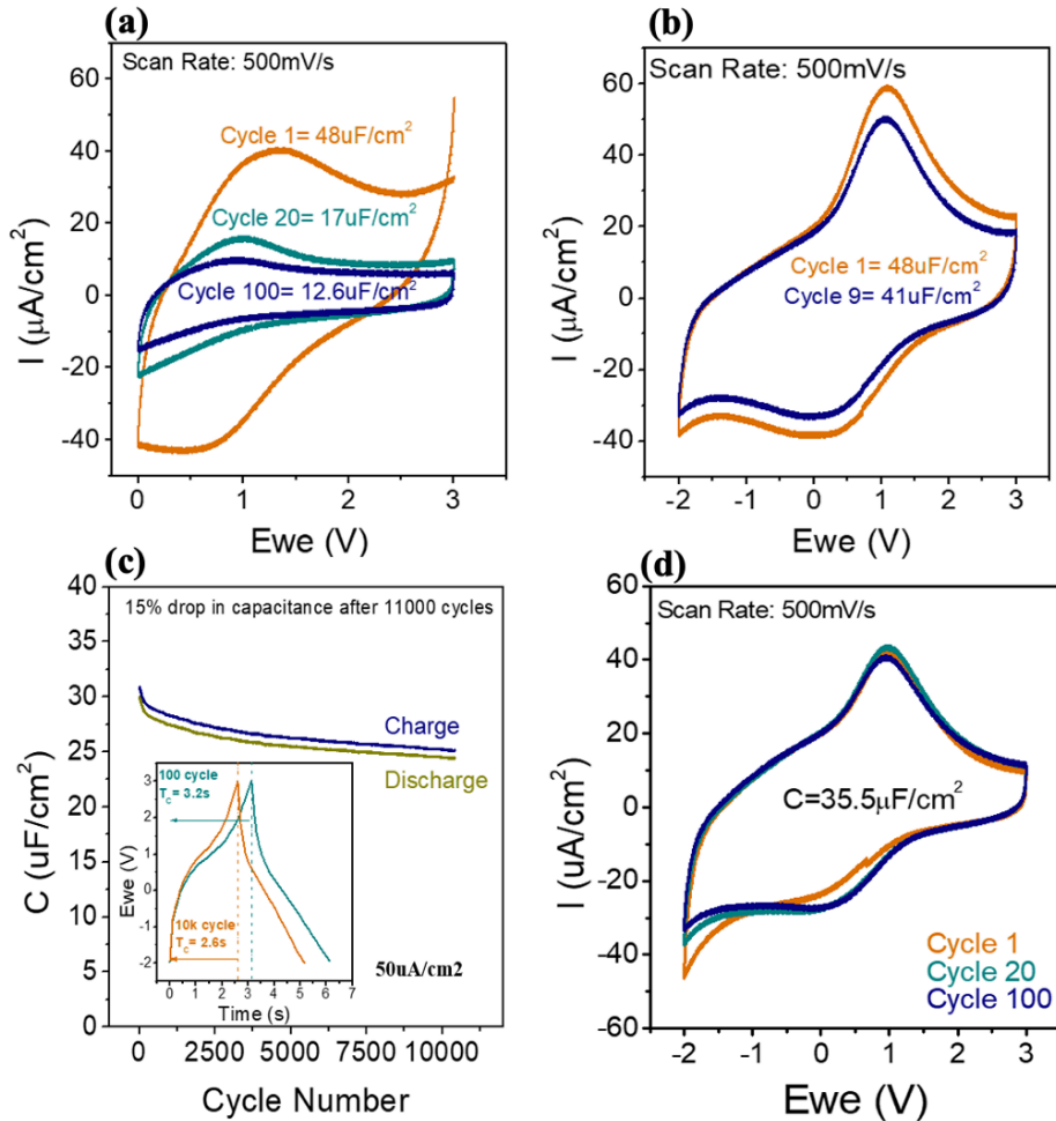 (a)
Scan Rate: 500mV/s
Cycle 1= 48uF/cm²
Cycle 20= 17uF/cm²
Cycle 100= 12.6uF/cm²
I (μA/cm²)
60
40
20
0
-20
-40
0 1 2 3
Ewe (V)
(b)
Scan Rate: 500mV/s
Cycle 1= 48uF/cm²
Cycle 9= 41uF/cm²
I (μA/cm²)
80
60
40
20
0
-20
-40
-2 -1 0 1 2 3
Ewe (V)
(c)
15% drop in capacitance after 11000 cycles
Charge
Discharge
C (uF/cm²)
40
35
30
25
20
15
10
5
0
0 2500 5000 7500 10000
Cycle Number
100 cycle
T_C = 3.2s
10k cycle
T_C = 2.6s
Ewe (V)
3
2
1
0
-1
-2
0 1 2 3 4 5 6 7
Time (s)
50uA/cm2
(d)
Scan Rate: 500mV/s
C=35.5μF/cm²
Cycle 1
Cycle 20
Cycle 100
I (uA/cm²)
60
40
20
0
-20
-40
-60
-2 -1 0 1 2 3
Ewe (V)